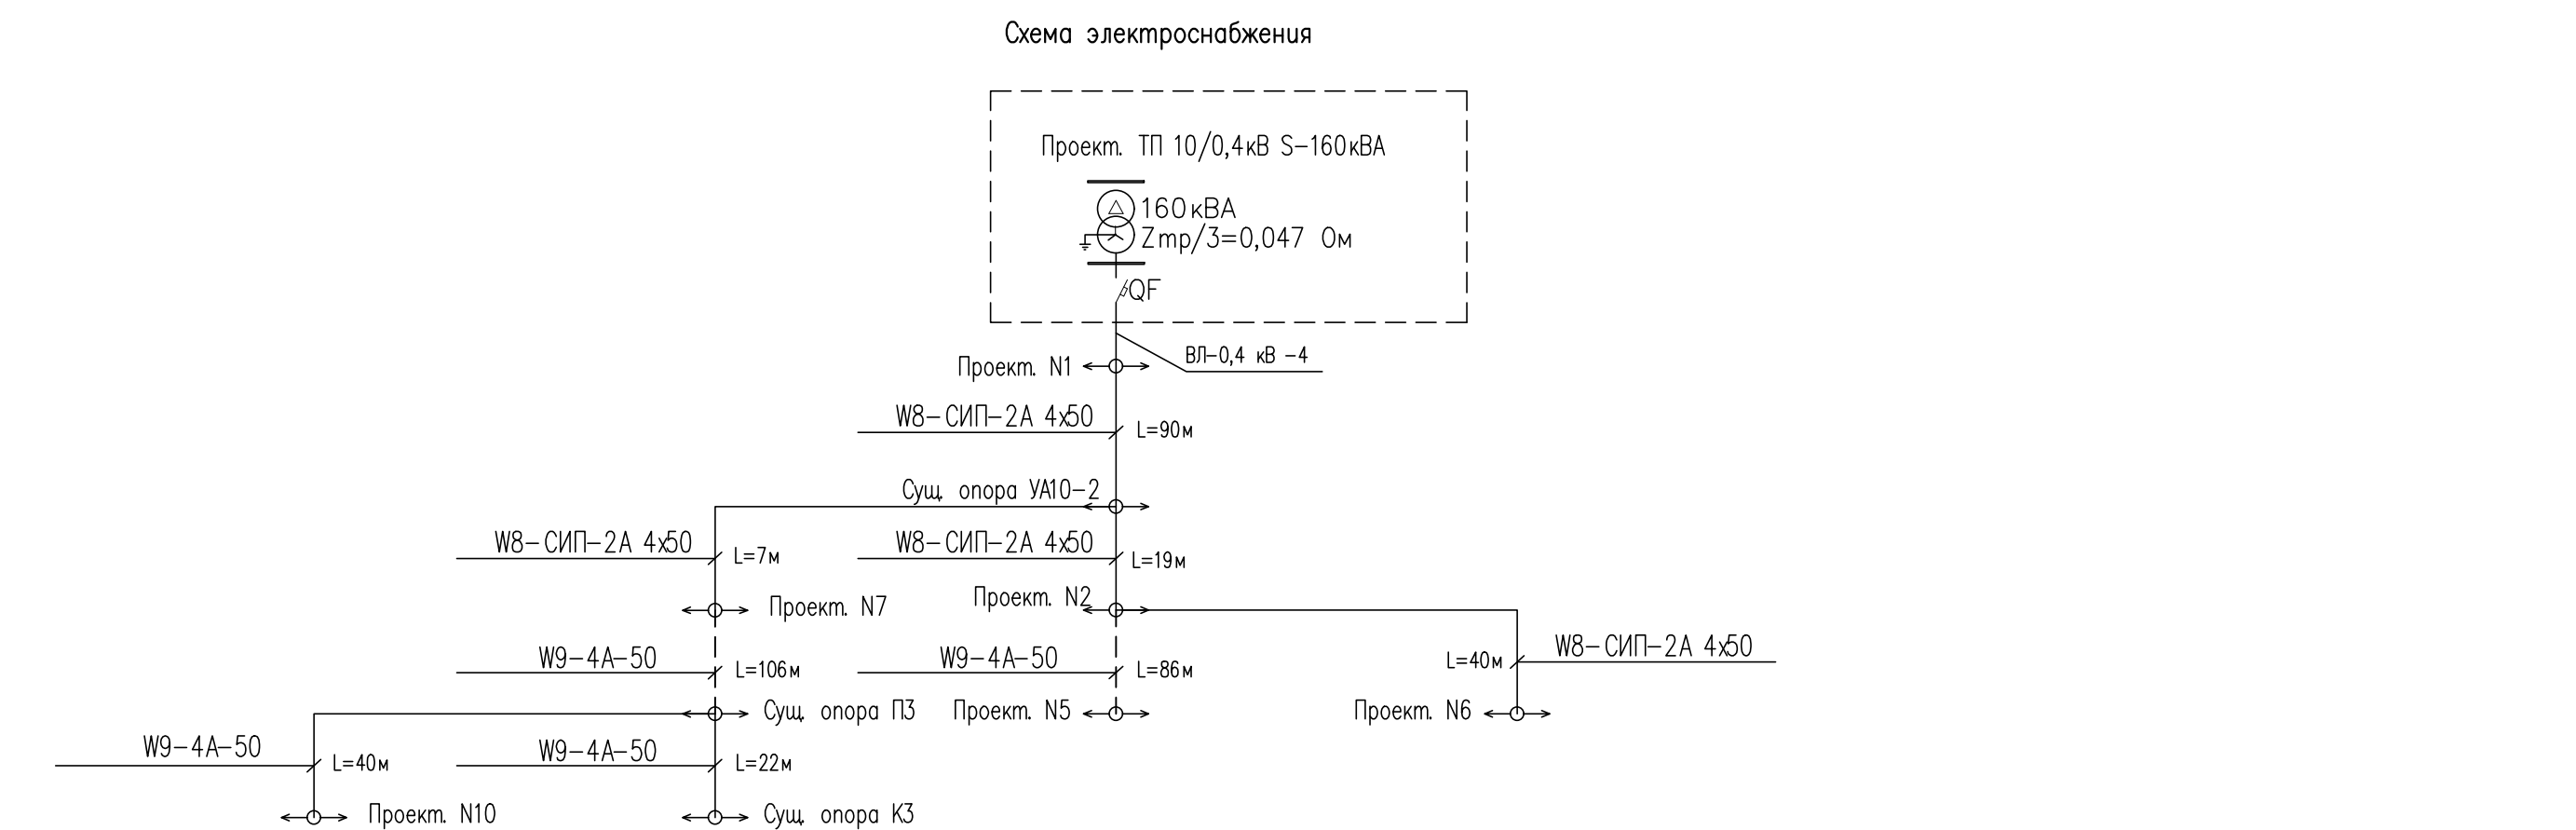 Схема электроснабжения
Проект. ТП 10/0,4кВ S-160кВА
160кВА
Zтр/3=0,047 Ом
QF
ВЛ-0,4 кВ -4
Проект. N1
W8-СИП-2А 4х50
L=90м
Сущ. опора УА10-2
W8-СИП-2А 4х50
L=7м
W8-СИП-2А 4х50
L=19м
Проект. N7
Проект. N2
W8-СИП-2А 4х50
L=40м
W9-4А-50
L=106м
W9-4А-50
L=86м
Сущ. опора П3
Проект. N5
Проект. N6
W9-4А-50
L=40м
W9-4А-50
L=22м
Проект. N10
Сущ. опора К3